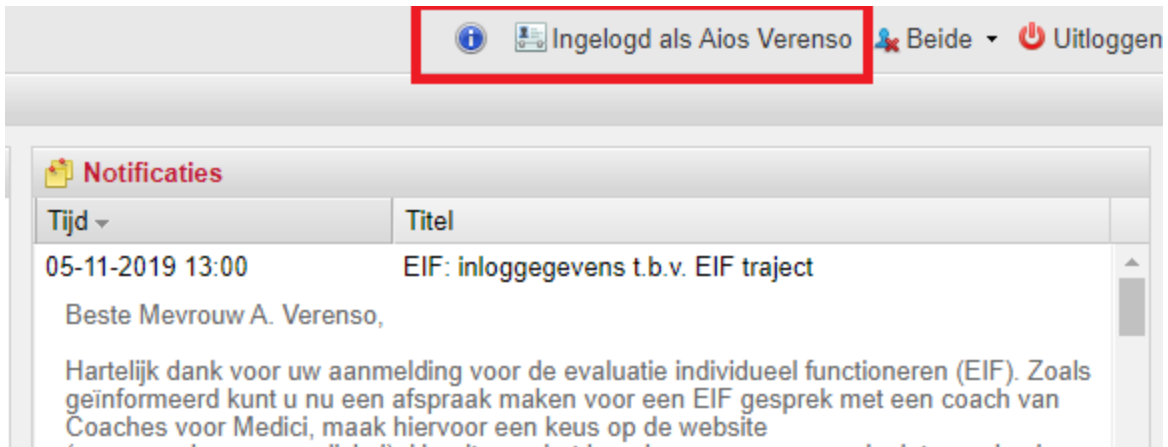 Ingelogd als Aios Verenso Beide Uitloggen
Notificaties
Tijd Titel
05-11-2019 13:00 EIF: inloggegevens t.b.v. EIF traject
Beste Mevrouw A. Verenso,
Hartelijk dank voor uw aanmelding voor de evaluatie individueel functioneren (EIF). Zoals
geïnformeerd kunt u nu een afspraak maken voor een EIF gesprek met een coach van
Coaches voor Medici, maak hiervoor een keus op de website